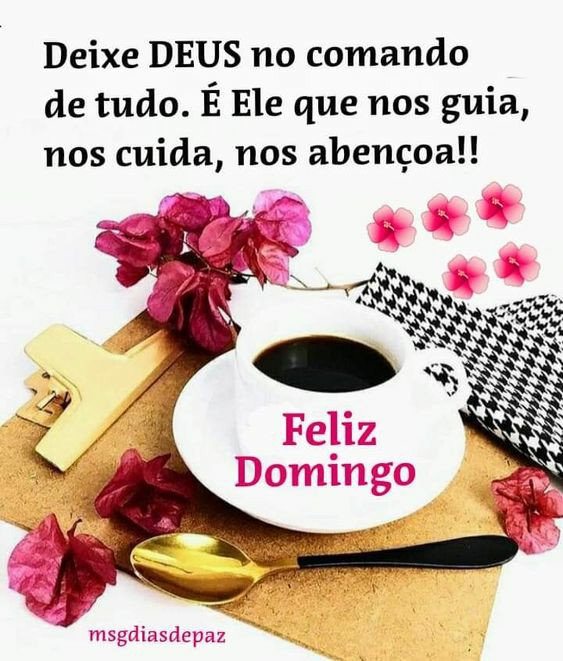 Deixe DEUS no comando
de tudo. É Ele que nos guia,
nos cuida, nos abençoa!!
Feliz
Domingo
msgdiasdepaz